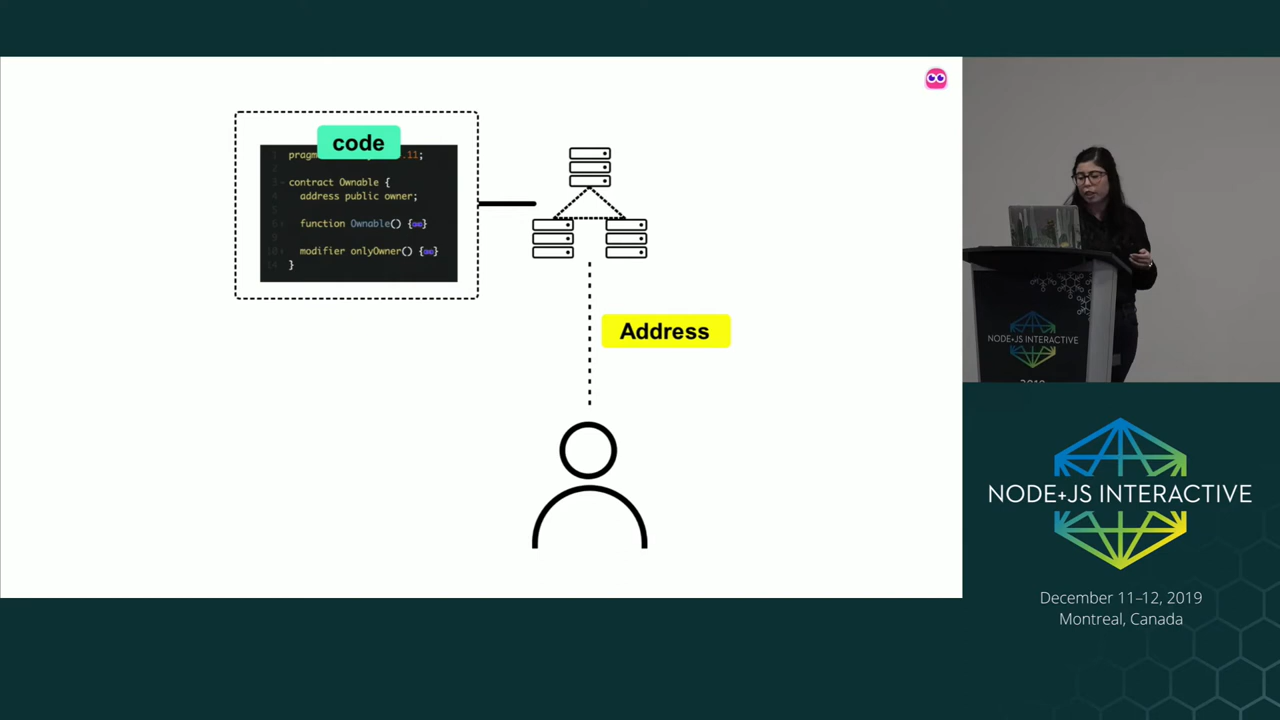 code
.11;
contract Ownable {
address public owner;
function Ownable() {
modifier onlyOwner() {
}
Address
NODE+JS INTERACTIVE
NODE+JS INTERACTIVE
December 11–12, 2019
Montreal, Canada